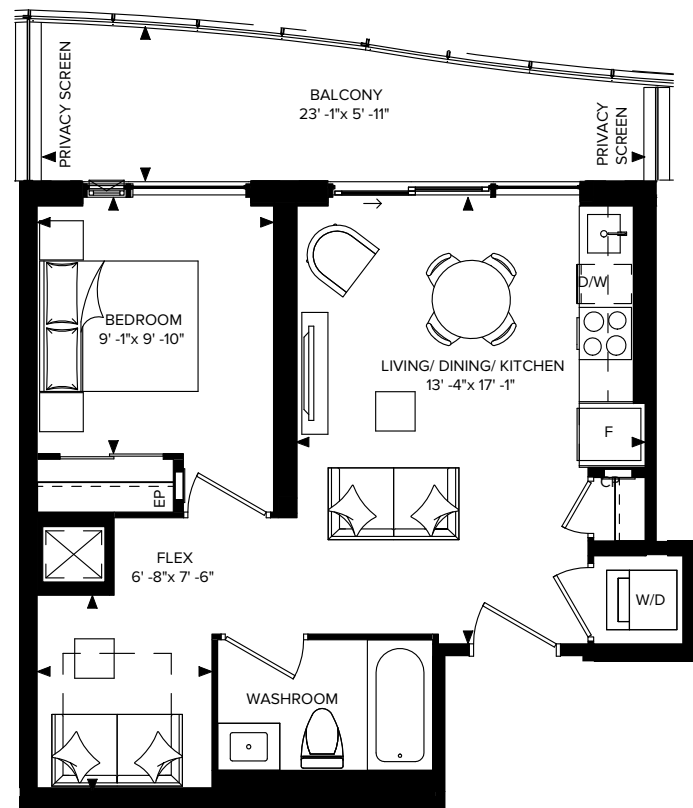 PRIVACY SCREEN
BALCONY
23' -1"x 5' -11"
PRIVACY
SCREEN
BEDROOM
9' -1"x 9' -10"
D/W
LIVING/ DINING/ KITCHEN
13' -4"x 17' -1"
F
EP
FLEX
6' -8"x 7' -6"
W/D
WASHROOM